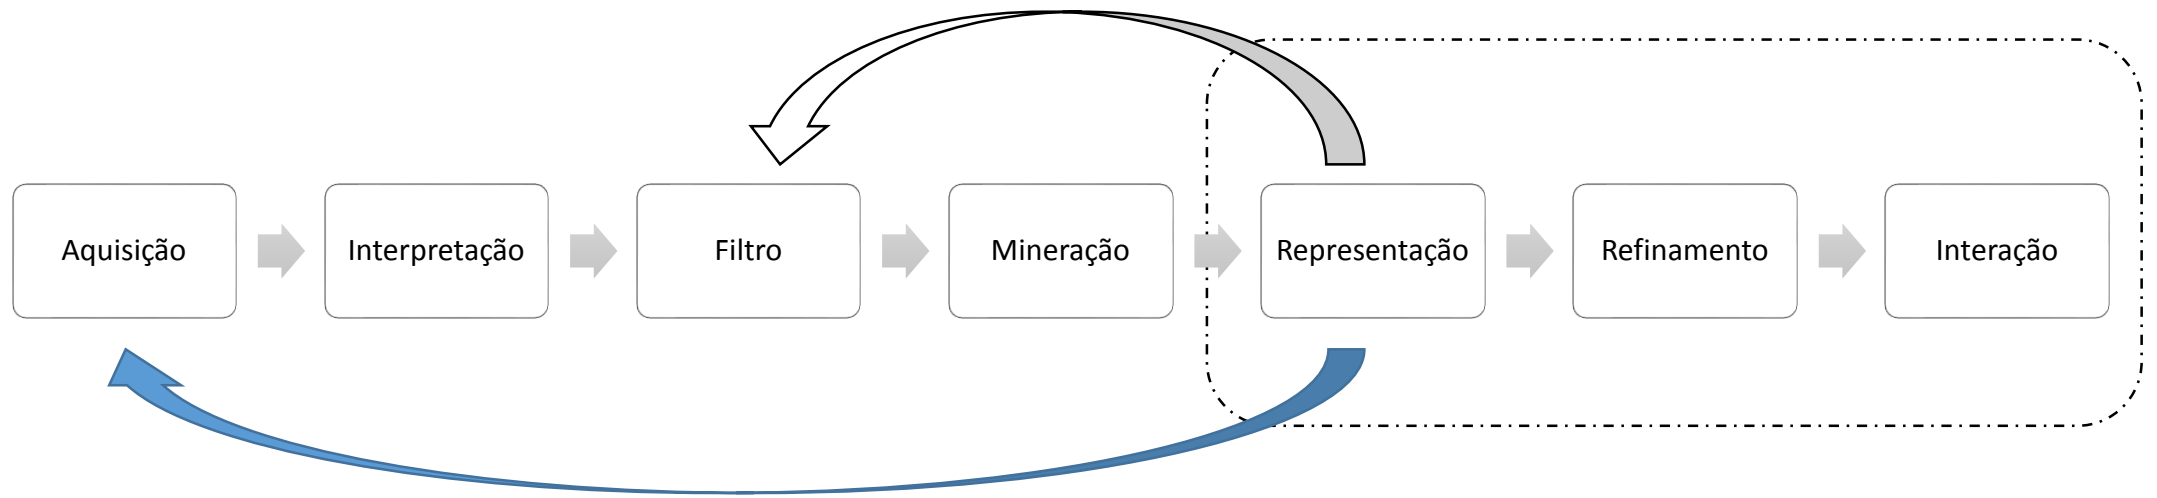 Aquisição
Interpretação
Filtro
Mineração
Representação
Refinamento
Interação